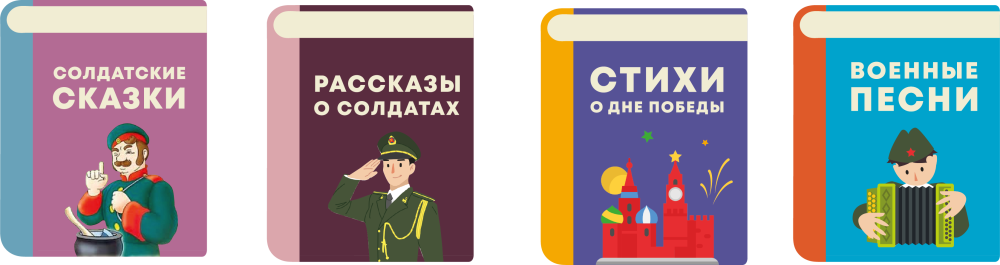 СОЛДАТСКИЕ
СКАЗКИ
РАССКАЗЫ
О СОЛДАТАХ
СТИХИ
О ДНЕ ПОБЕДЫ
ВОЕННЫЕ
ПЕСНИ